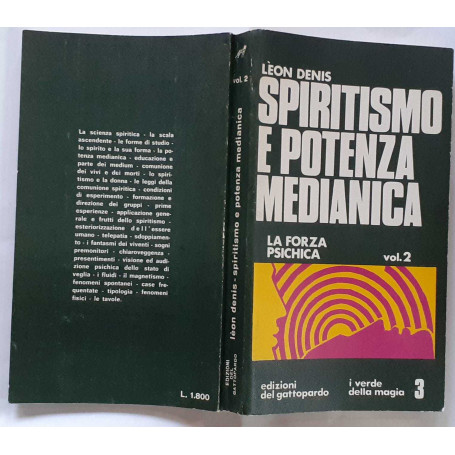 La scienza spiritica - la scala
ascendente - le forme di studio -
lo spirito e la sua forma - la po-
tenza medianica - educazione e
parte dei medium - comunione
dei vivi e dei morti - lo spiri-
tismo e la donna - le leggi della
comunione spiritica - condizioni
di esperimento - formazione e
direzione dei gruppi - prime
esperienze - applicazione gene-
rale e frutti dello spiritismo -
esteriorizzazione dell'essere
umano - telepatia - sdoppiamen-
to - i fantasmi dei viventi - sogni
premonitori - chiaroveggenza -
presentimenti - visione ed audi-
zione psichica dello stato di
veglia - i fluidi - il magnetismo -
fenomeni spontanei - case fre-
quentate - tipologia - fenomeni
fisici - le tavole.
L. 1.800
vol. 2
lèon denis - spiritismo e potenza medianica
EDIZIONI
DEL
GATTOPARDO
LÈON DENIS
SPIRITISMO
E POTENZA
MEDIANICA
LA FORZA
PSICHICA
vol. 2
edizioni
del gattopardo
i verde
della magia
3